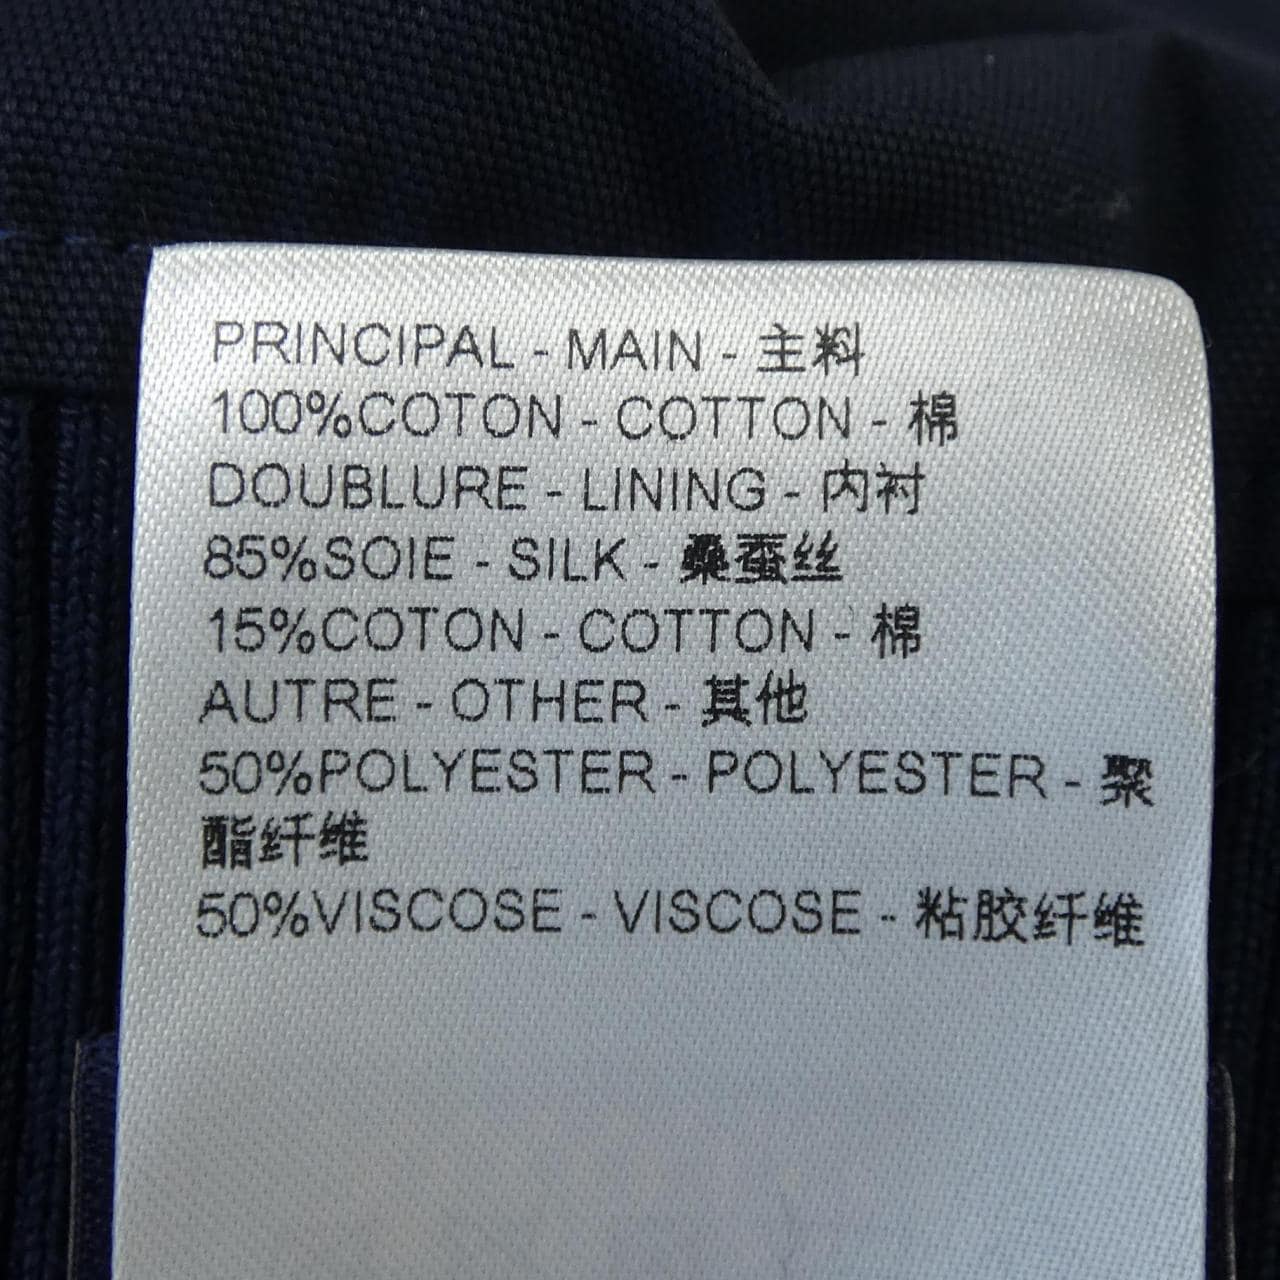 PRINCIPAL - MAIN - 主料
100%COTON - COTTON - 棉
DOUBLURE - LINING - 内衬
85%SOIE - SILK - 桑蚕丝
15%COTON - COTTON - 棉
AUTRE - OTHER - 其他
50%POLYESTER - POLYESTER - 聚
酯纤维
50%VISCOSE - VISCOSE - 粘胶纤维